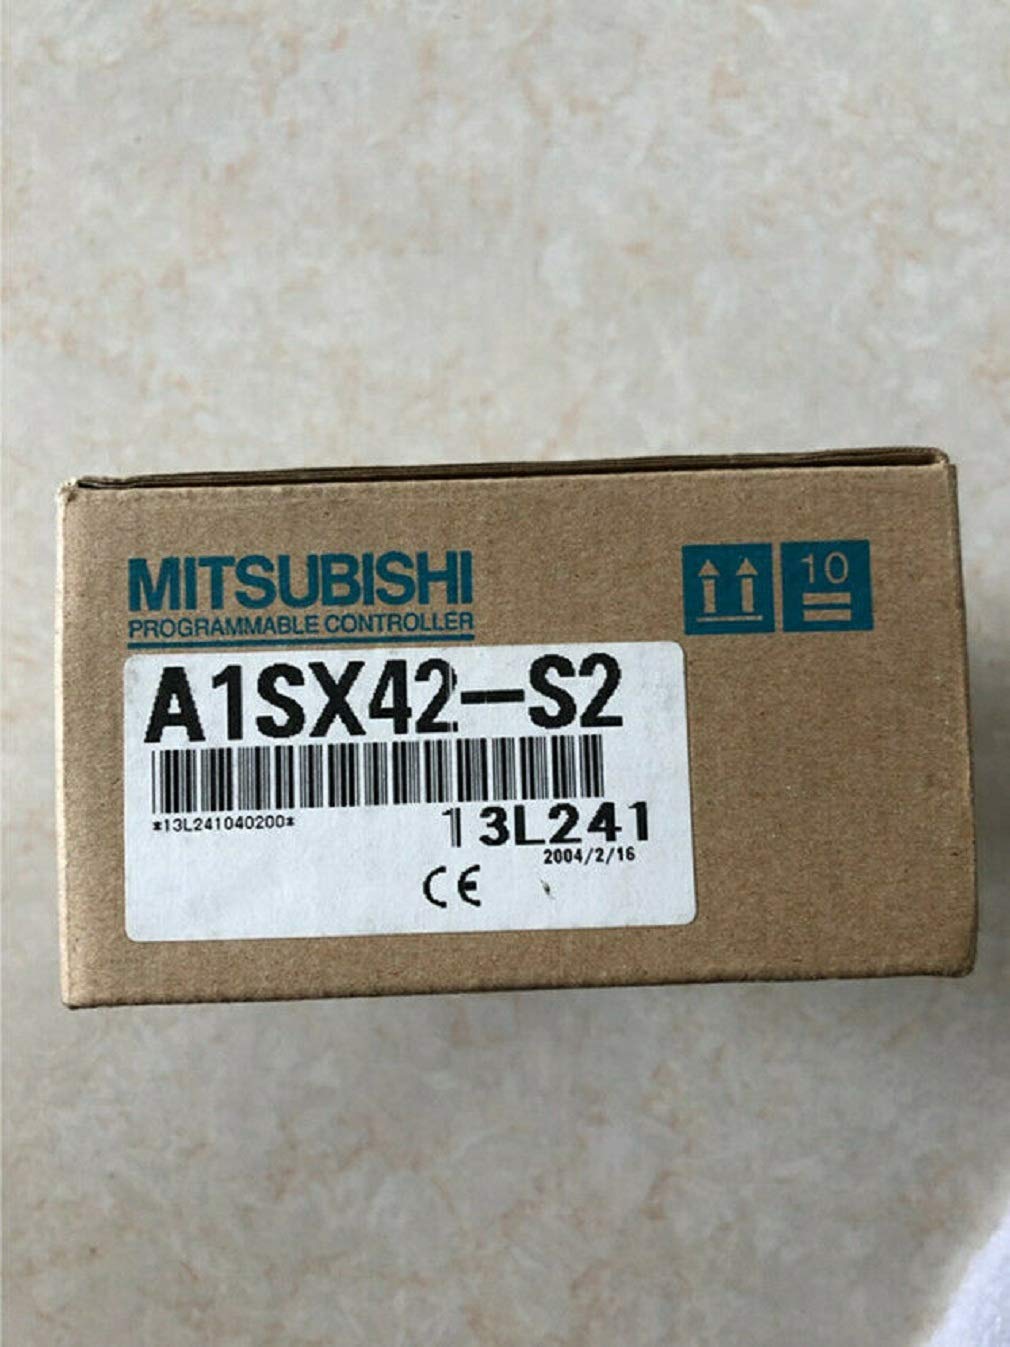 MITSUBISHI
PROGRAMMABLE CONTROLLER
10
A1SX42-S2
*13L241040200*
13L241
2004/2/16
CE